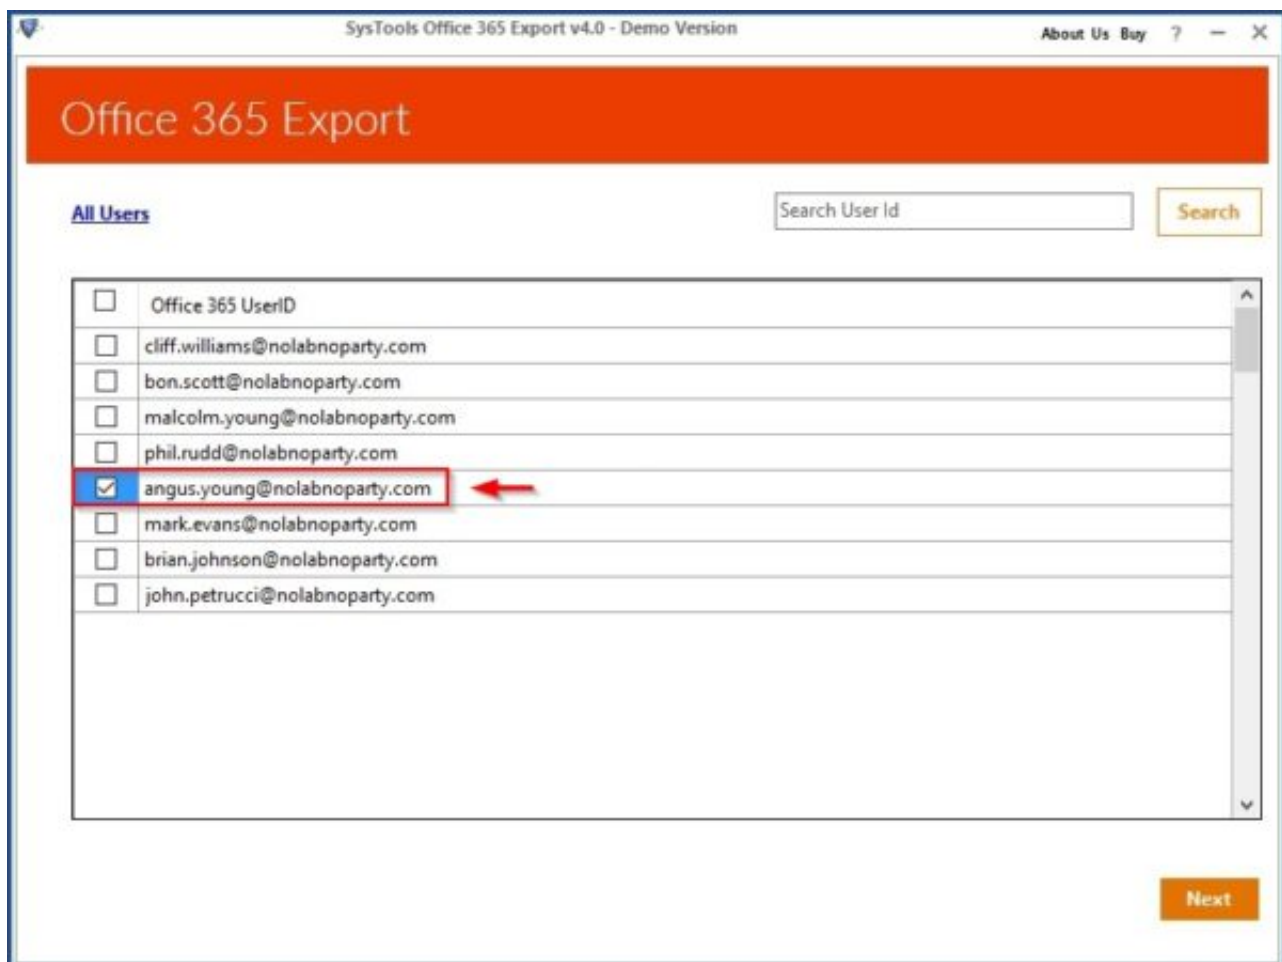 SysTools Office 365 Export v4.0 - Demo Version
About Us Buy ?
Office 365 Export
All Users
Search User Id
Search
Office 365 UserID
cliff.williams@nolabnoparty.com
bon.scott@nolabnoparty.com
malcolm.young@nolabnoparty.com
phil.rudd@nolabnoparty.com
angus.young@nolabnoparty.com
mark.evans@nolabnoparty.com
brian.johnson@nolabnoparty.com
john.petrucci@nolabnoparty.com
Next